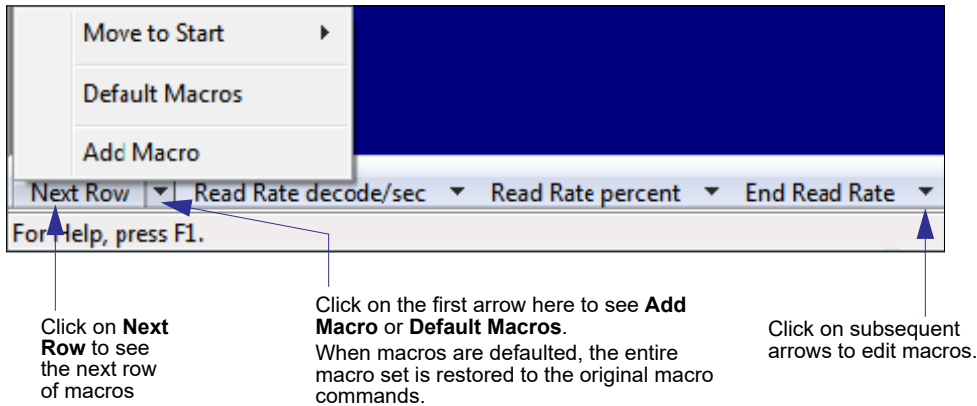 Move to Start
Default Macros
Add Macro
Next Row Read Rate decode/sec Read Rate percent End Read Rate
For Help, press F1.
Click on Next
Row to see
the next row
of macros
Click on the first arrow here to see Add
Macro or Default Macros.
When macros are defaulted, the entire
macro set is restored to the original macro
commands.
Click on subsequent
arrows to edit macros.